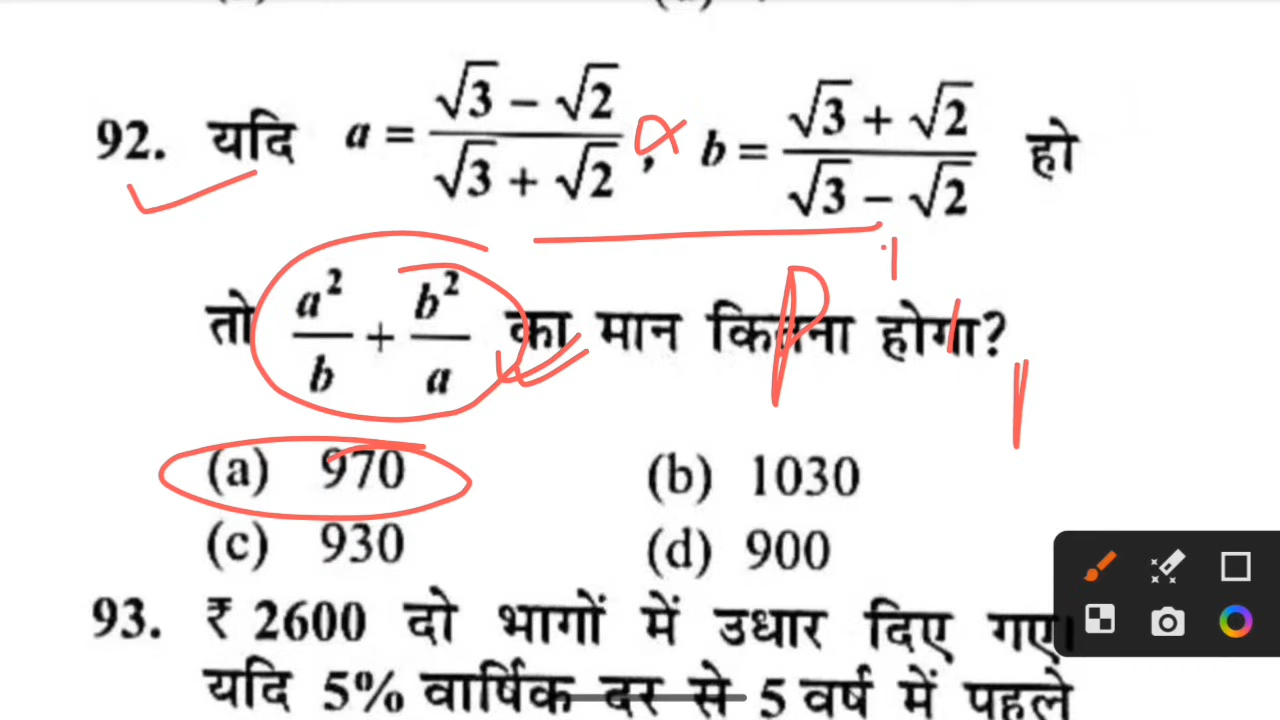 92. यदि a = √3 − √2 / √3 + √2 , α b = √3 + √2 / √3 − √2 हो
तो a²/b + b²/a का मान कितना होगा?
(a) 970 (b) 1030
(c) 930 (d) 900
93. ₹ 2600 दो भागों में उधार दिए गए।
यदि 5% वार्षिक दर से 5 वर्ष में पहले